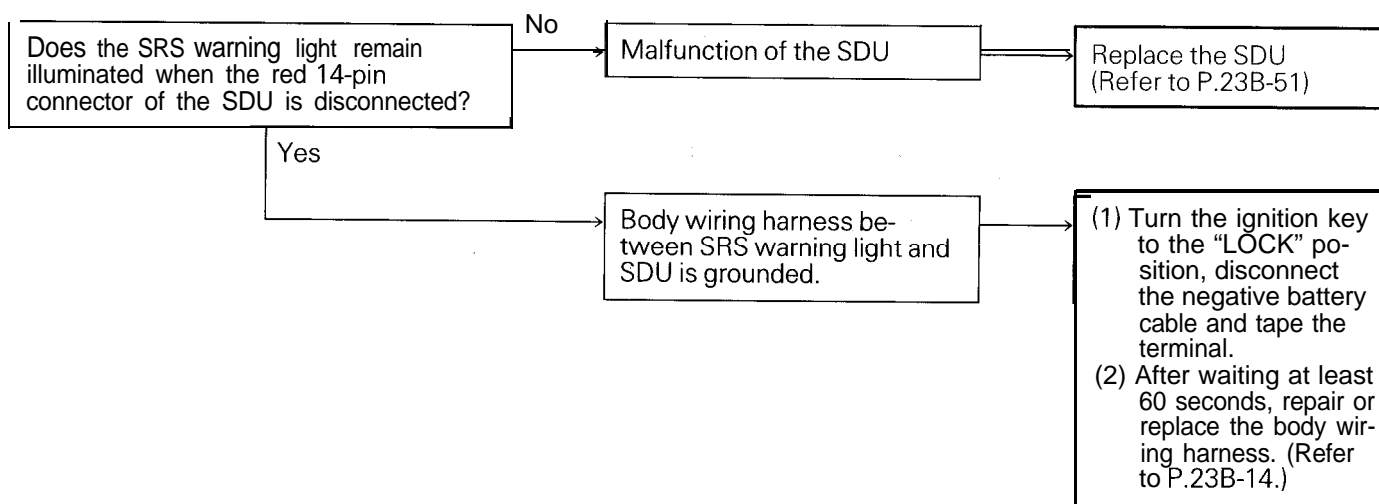 Does the SRS warning light remain
illuminated when the red 14-pin
connector of the SDU is disconnected?
No
Malfunction of the SDU
Replace the SDU
(Refer to P.23B-51)
Yes
Body wiring harness be-
tween SRS warning light and
SDU is grounded.
(1) Turn the ignition key
to the “LOCK” po-
sition, disconnect
the negative battery
cable and tape the
terminal.
(2) After waiting at least
60 seconds, repair or
replace the body wir-
ing harness. (Refer
to P.23B-14.)